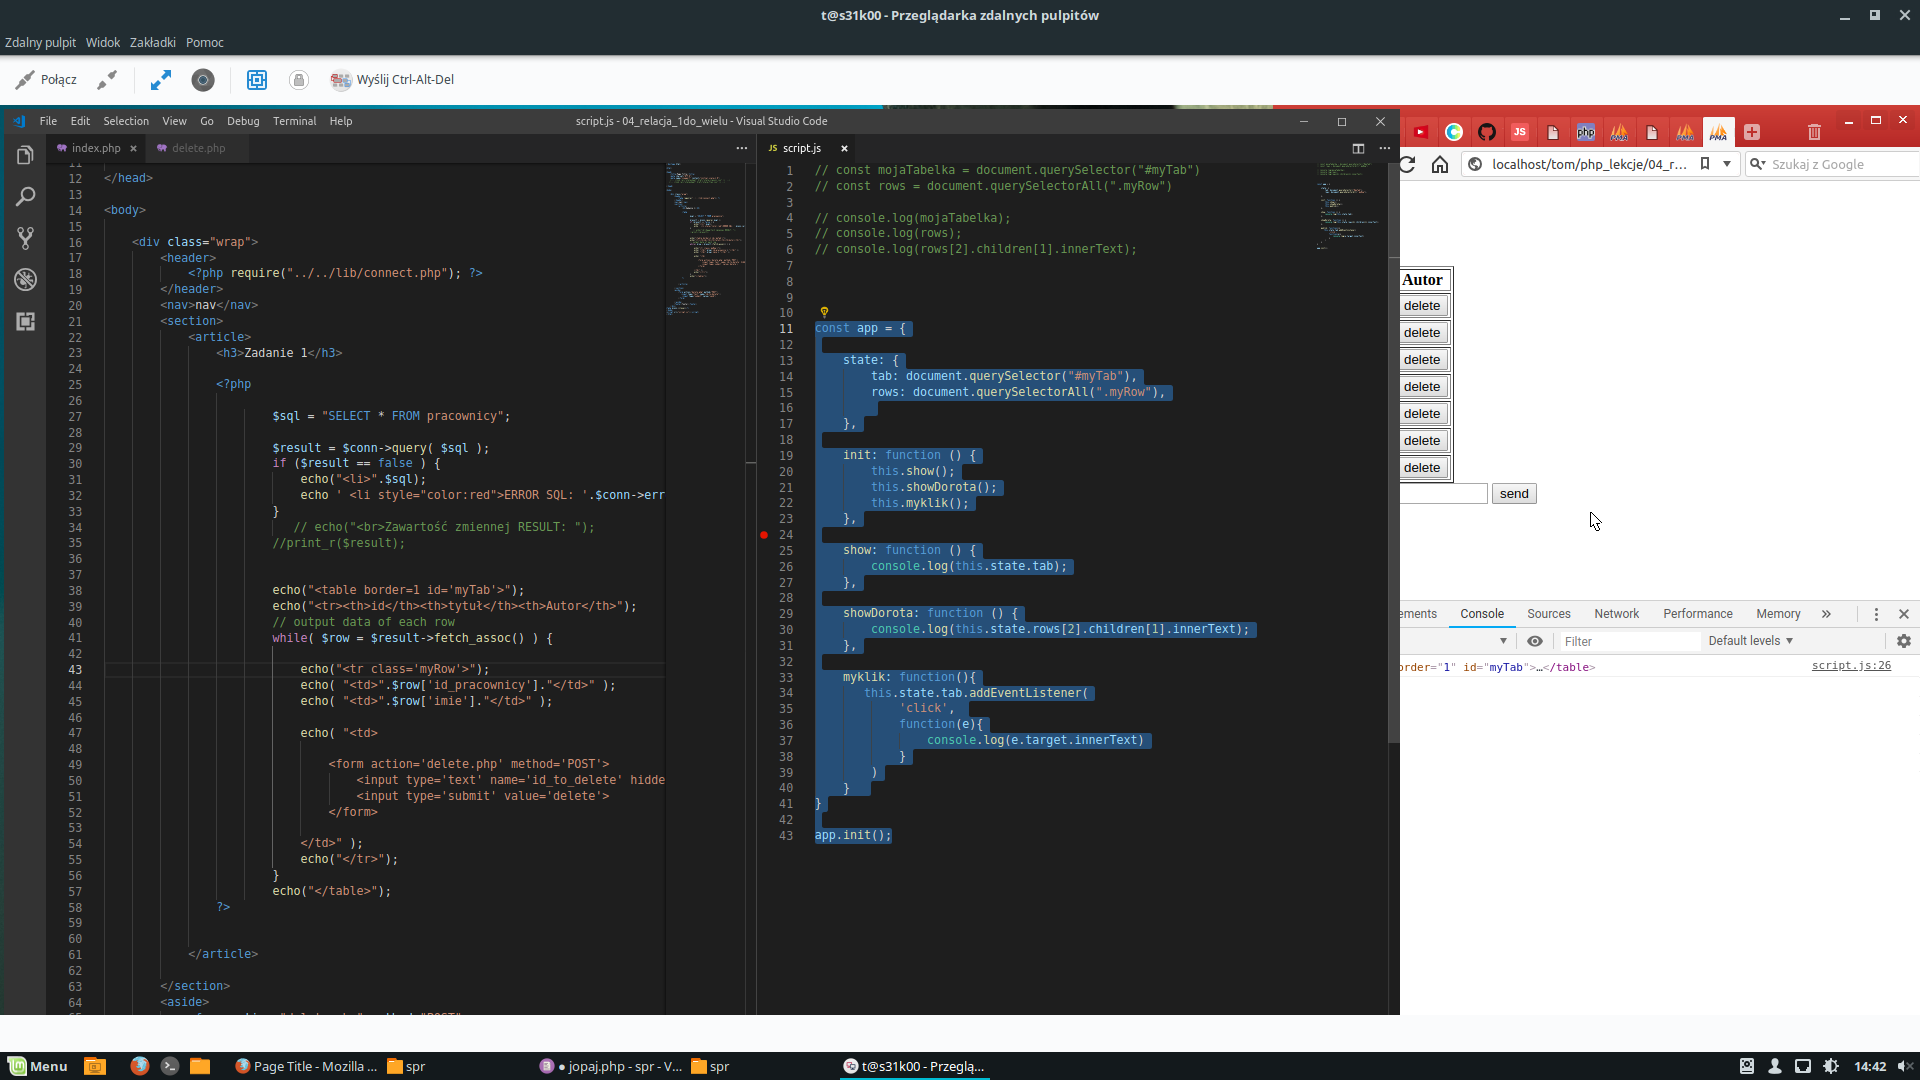 t@s31k00 - Przeglądarka zdalnych pulpitów
Zdalny pulpit Widok Zakładki Pomoc
Połącz Wyślij Ctrl-Alt-Del
File Edit Selection View Go Debug Terminal Help script.js - 04_relacja_1do_wielu - Visual Studio Code
index.php delete.php
12 </head>
13
14 <body>
15
16 <div class="wrap">
17 <header>
18 <?php require("../../lib/connect.php"); ?>
19 </header>
20 <nav>nav</nav>
21 <section>
22 <article>
23 <h3>Zadanie 1</h3>
24
25 <?php
26
27 $sql = "SELECT * FROM pracownicy";
28
29 $result = $conn->query( $sql );
30 if ($result == false ) {
31 echo("<li>".$sql);
32 echo ' <li style="color:red">ERROR SQL: '.$conn->err
33 }
34 // echo("<br>Zawartość zmiennej RESULT: ");
35 //print_r($result);
36
37
38 echo("<table border=1 id='myTab'>");
39 echo("<tr><th>id</th><th>tytuł</th><th>Autor</th>");
40 // output data of each row
41 while( $row = $result->fetch_assoc() ) {
42
43 echo("<tr class='myRow'>");
44 echo( "<td>".$row['id_pracownicy']."</td>" );
45 echo( "<td>".$row['imie']."</td>" );
46
47 echo( "<td>
48
49 <form action='delete.php' method='POST'>
50 <input type='text' name='id_to_delete' hidde
51 <input type='submit' value='delete'>
52 </form>
53
54 </td>" );
55 echo("</tr>");
56 }
57 echo("</table>");
58 ?>
59
60
61 </article>
62
63 </section>
64 <aside>
JS script.js
1 // const mojaTabelka = document.querySelector("#myTab")
2 // const rows = document.querySelectorAll(".myRow")
3
4 // console.log(mojaTabelka);
5 // console.log(rows);
6 // console.log(rows[2].children[1].innerText);
7
8
9
10
11 const app = {
12
13 state: {
14 tab: document.querySelector("#myTab"),
15 rows: document.querySelectorAll(".myRow"),
16
17 },
18
19 init: function () {
20 this.show();
21 this.showDorota();
22 this.myklik();
23 },
24
25 show: function () {
26 console.log(this.state.tab);
27 },
28
29 showDorota: function () {
30 console.log(this.state.rows[2].children[1].innerText);
31 },
32
33 myklik: function(){
34 this.state.tab.addEventListener(
35 'click',
36 function(e){
37 console.log(e.target.innerText)
38 }
39 )
40 }
41 }
42
43 app.init();
JS php PMA PMA PMA
localhost/tom/php_lekcje/04_r... Szukaj z Google
Autor
delete
delete
delete
delete
delete
delete
delete
send
ements Console Sources Network Performance Memory »
Filter Default levels
order="1" id="myTab">…</table> script.js:26
Menu Page Title - Mozilla ... spr ● jopaj.php - spr - V... spr t@s31k00 - Przeglą... 14:42